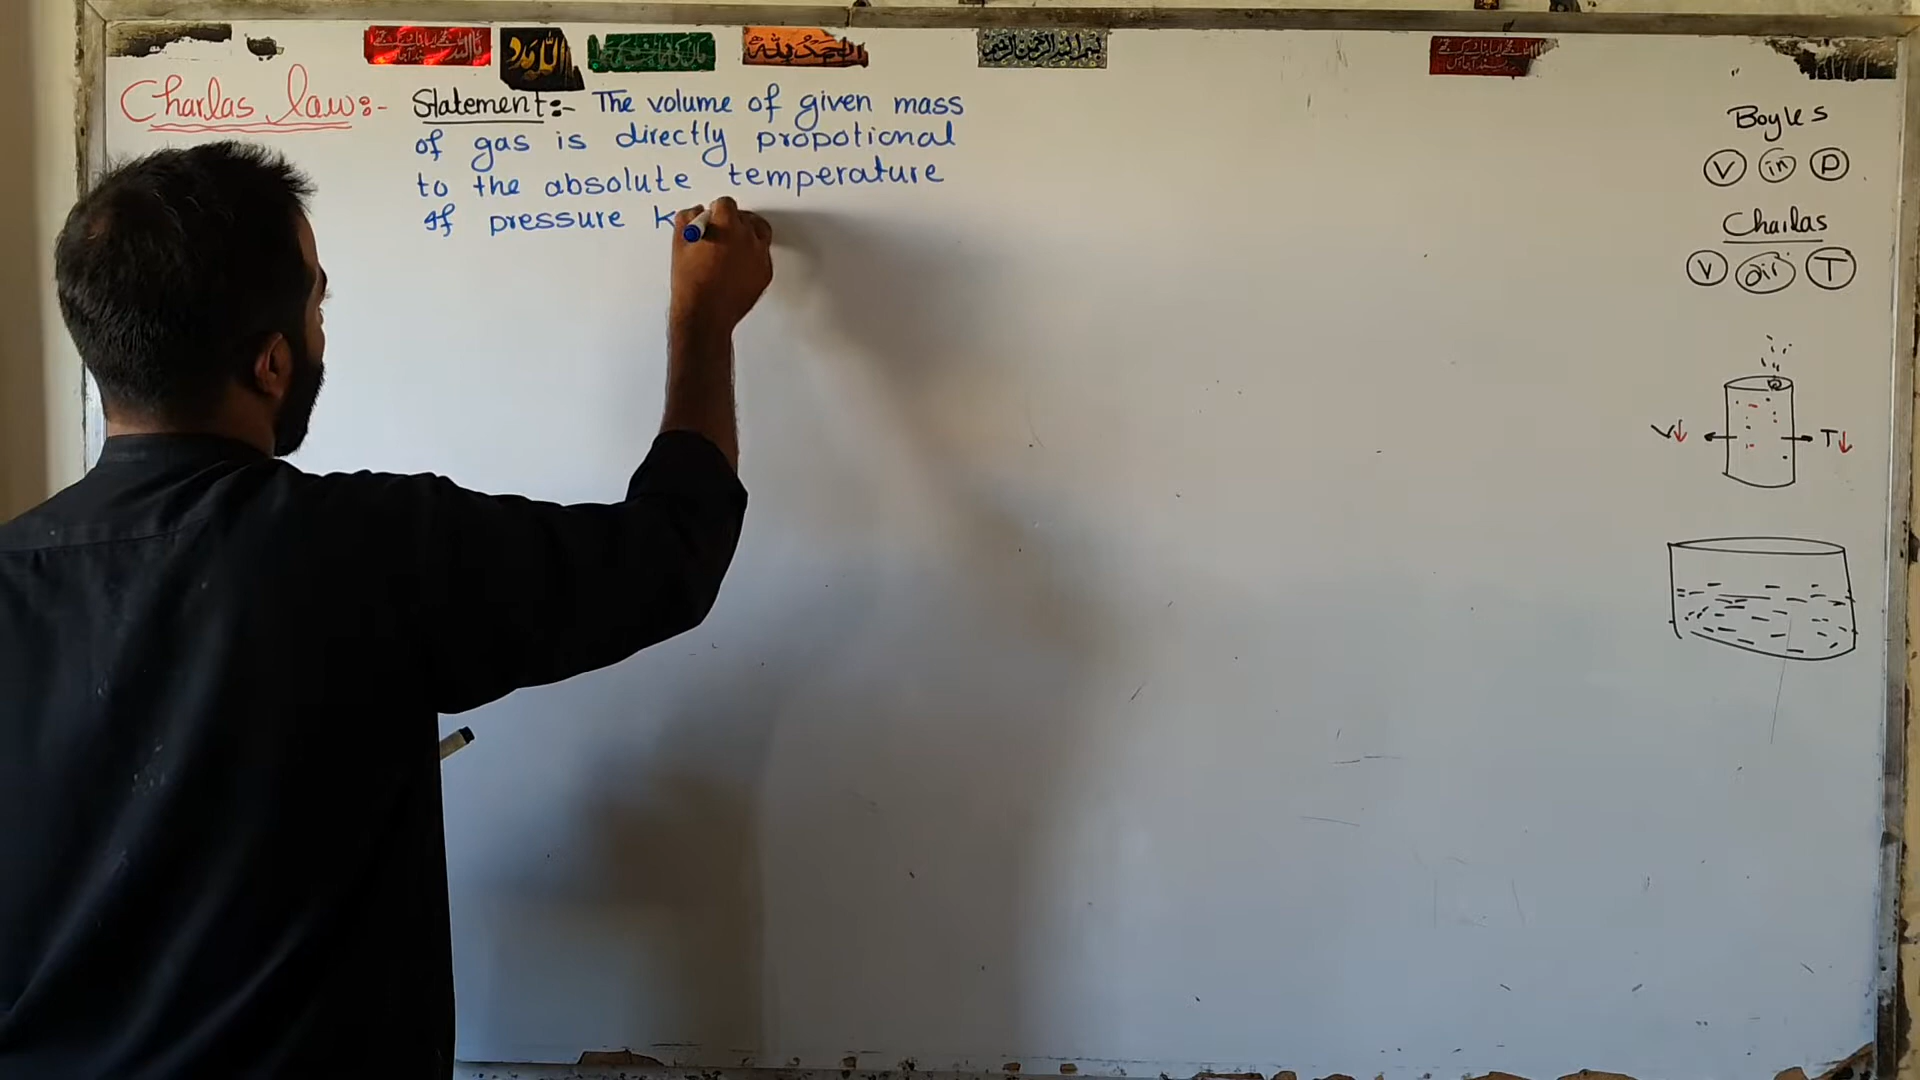 Charlas law:-
Statement:- The volume of given mass
of gas is directly propotional
to the absolute temperature
If pressure K
Boyles
V in P
Charlas
V dir T
V↓
T↓